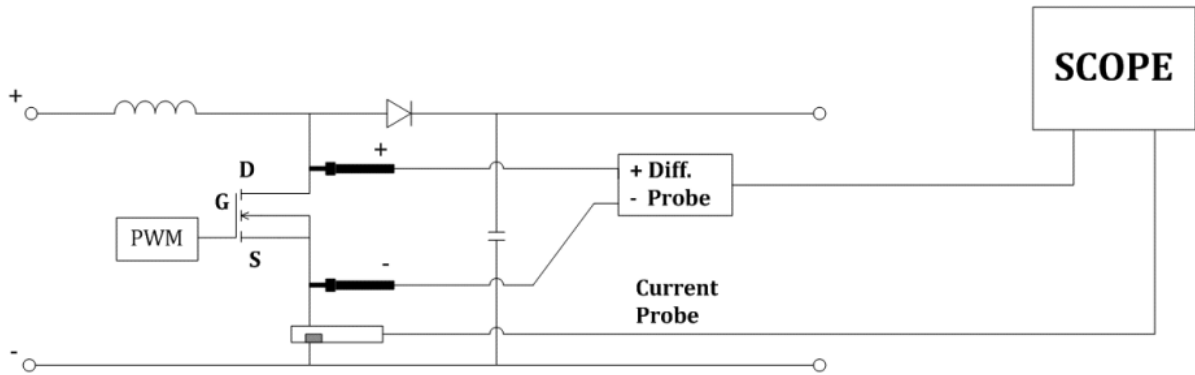 SCOPE
+
+
D
+ Diff.
- Probe
G
PWM
S
-
Current
Probe
-